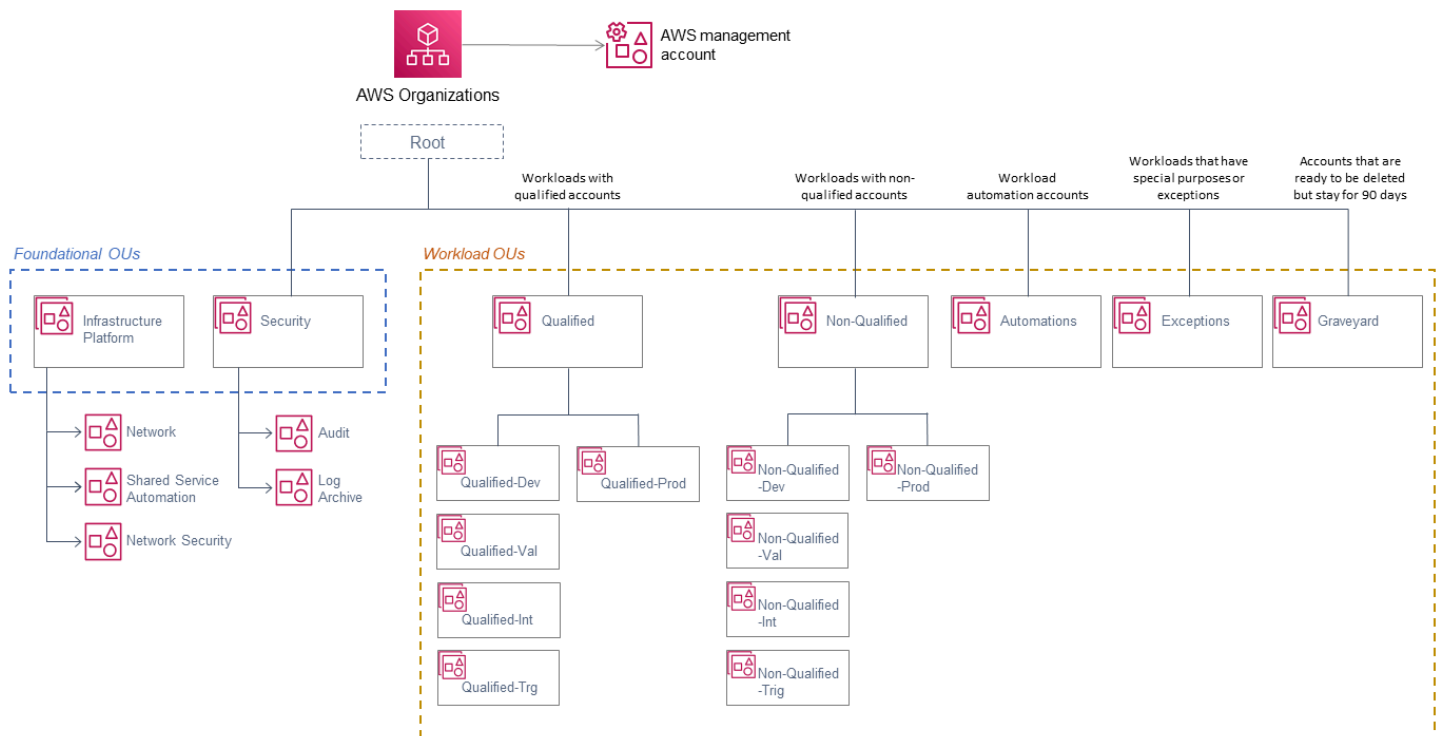 AWS management
account
AWS Organizations
Root
Workloads with
qualified accounts
Workloads with non-
qualified accounts
Workload
automation accounts
Workloads that have
special purposes or
exceptions
Accounts that are
ready to be deleted
but stay for 90 days
Foundational OUs
Workload OUs
Infrastructure
Platform
Security
Qualified
Non-Qualified
Automations
Exceptions
Graveyard
Network
Shared Service
Automation
Network Security
Audit
Log
Archive
Qualified-Dev
Qualified-Prod
Qualified-Val
Qualified-Int
Qualified-Trg
Non-Qualified
-Dev
Non-Qualified
-Prod
Non-Qualified
-Val
Non-Qualified
-Int
Non-Qualified
-Trig